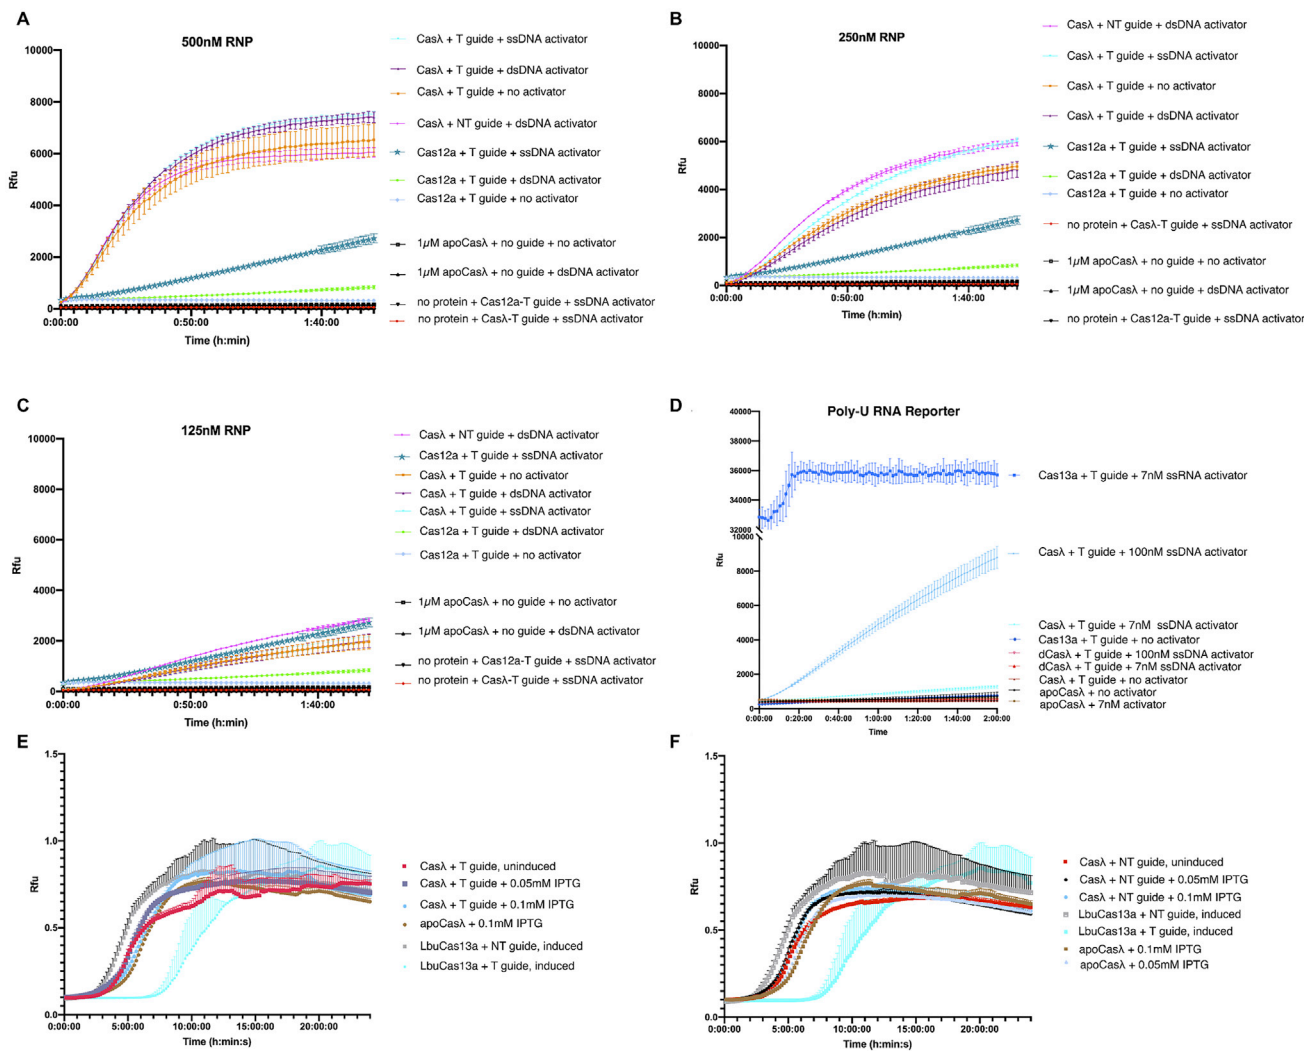 A
500nM RNP
10000
8000
6000
4000
2000
0
Rfu
0:00:00
0:50:00
1:40:00
Time (h:min)
Casλ + T guide + ssDNA activator
Casλ + T guide + dsDNA activator
Casλ + T guide + no activator
Casλ + NT guide + dsDNA activator
Cas12a + T guide + ssDNA activator
Cas12a + T guide + dsDNA activator
Cas12a + T guide + no activator
1µM apoCasλ + no guide + no activator
1µM apoCasλ + no guide + dsDNA activator
no protein + Cas12a-T guide + ssDNA activator
no protein + Casλ-T guide + ssDNA activator
B
250nM RNP
10000
8000
6000
4000
2000
0
Rfu
0:00:00
0:50:00
1:40:00
Time (h:min)
Casλ + NT guide + dsDNA activator
Casλ + T guide + ssDNA activator
Casλ + T guide + no activator
Casλ + T guide + dsDNA activator
Cas12a + T guide + ssDNA activator
Cas12a + T guide + dsDNA activator
Cas12a + T guide + no activator
no protein + Casλ-T guide + ssDNA activator
1µM apoCasλ + no guide + no activator
1µM apoCasλ + no guide + dsDNA activator
no protein + Cas12a-T guide + ssDNA activator
C
125nM RNP
10000
8000
6000
4000
2000
0
Rfu
0:00:00
0:50:00
1:40:00
Time (h:min)
Casλ + NT guide + dsDNA activator
Cas12a + T guide + ssDNA activator
Casλ + T guide + no activator
Casλ + T guide + dsDNA activator
Casλ + T guide + ssDNA activator
Cas12a + T guide + dsDNA activator
Cas12a + T guide + no activator
1µM apoCasλ + no guide + no activator
1µM apoCasλ + no guide + dsDNA activator
no protein + Cas12a-T guide + ssDNA activator
no protein + Casλ-T guide + ssDNA activator
D
Poly-U RNA Reporter
40000
38000
36000
34000
32000
10000
8000
6000
4000
2000
0
Rfu
0:00:00
0:20:00
0:40:00
1:00:00
1:20:00
1:40:00
2:00:00
Time
Cas13a + T guide + 7nM ssRNA activator
Casλ + T guide + 100nM ssDNA activator
Casλ + T guide + 7nM ssDNA activator
Cas13a + T guide + no activator
dCasλ + T guide + 100nM ssDNA activator
dCasλ + T guide + 7nM ssDNA activator
Casλ + T guide + no activator
apoCasλ + no activator
apoCasλ + 7nM activator
E
1.5
1.0
0.5
0.0
Rfu
0:00:00
5:00:00
10:00:00
15:00:00
20:00:00
Time (h:min:s)
Casλ + T guide, uninduced
Casλ + T guide + 0.05mM IPTG
Casλ + T guide + 0.1mM IPTG
apoCasλ + 0.1mM IPTG
LbuCas13a + NT guide, induced
LbuCas13a + T guide, induced
F
1.5
1.0
0.5
0.0
Rfu
0:00:00
5:00:00
10:00:00
15:00:00
20:00:00
Time (h:min:s)
Casλ + NT guide, uninduced
Casλ + NT guide + 0.05mM IPTG
Casλ + NT guide + 0.1mM IPTG
LbuCas13a + NT guide, induced
LbuCas13a + T guide, induced
apoCasλ + 0.1mM IPTG
apoCasλ + 0.05mM IPTG